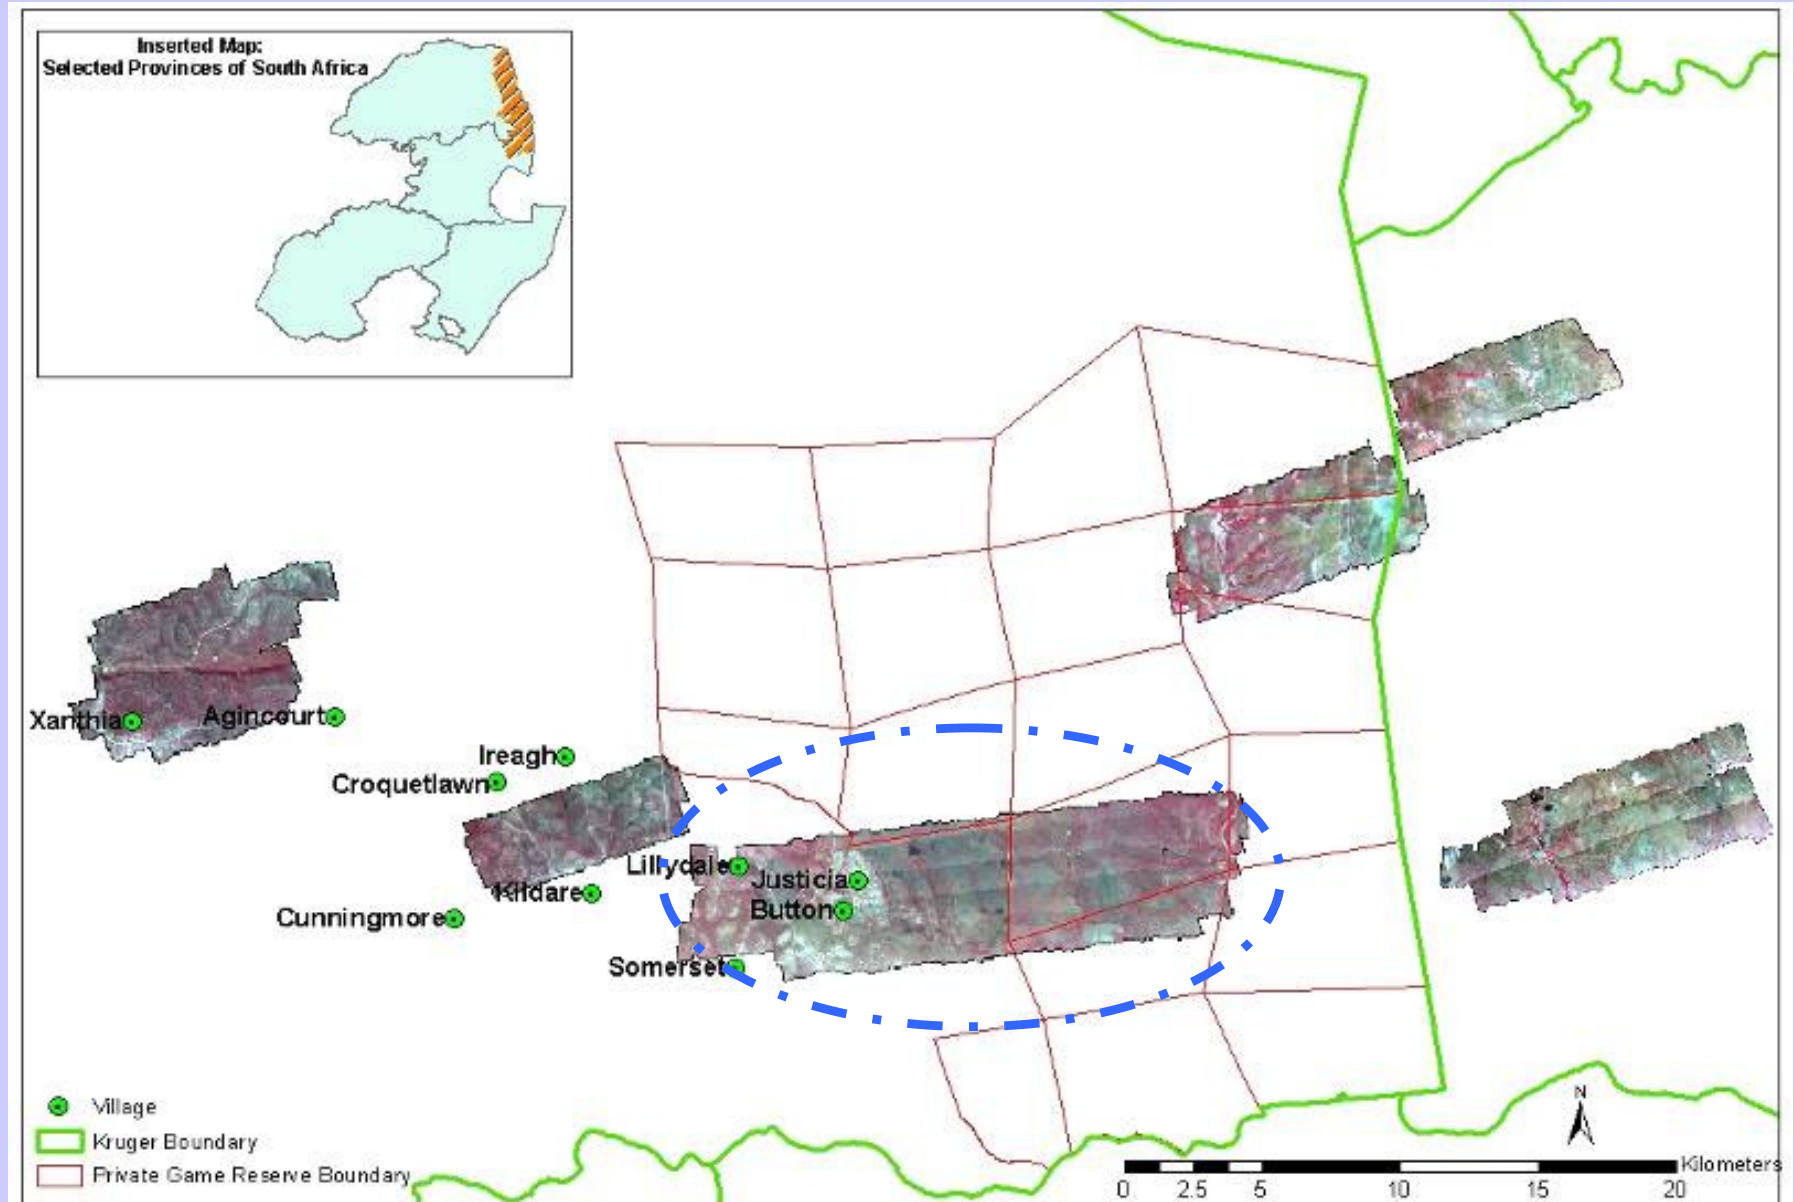 Inserted Map:
Selected Provinces of South Africa
Xanthia
Agincourt
Ireagh
Croquetlawn
Lillydale
Justicia
Kildare
Button
Cunningmore
Somerset
Village
Kruger Boundary
Private Game Reserve Boundary
N
Kilometers
0 2.5 5 10 15 20